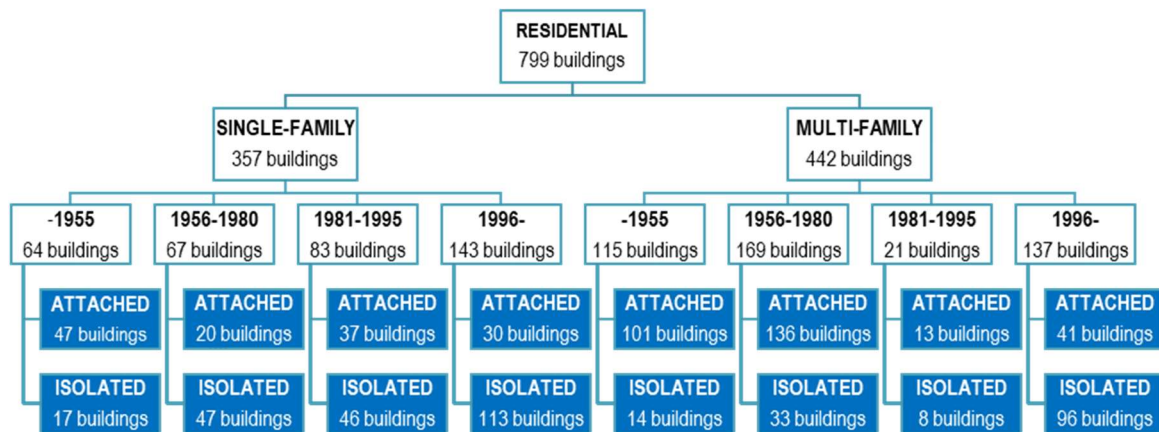 RESIDENTIAL
799 buildings
SINGLE-FAMILY
357 buildings
MULTI-FAMILY
442 buildings
-1955
64 buildings
1956-1980
67 buildings
1981-1995
83 buildings
1996-
143 buildings
-1955
115 buildings
1956-1980
169 buildings
1981-1995
21 buildings
1996-
137 buildings
ATTACHED
47 buildings
ATTACHED
20 buildings
ATTACHED
37 buildings
ATTACHED
30 buildings
ATTACHED
101 buildings
ATTACHED
136 buildings
ATTACHED
13 buildings
ATTACHED
41 buildings
ISOLATED
17 buildings
ISOLATED
47 buildings
ISOLATED
46 buildings
ISOLATED
113 buildings
ISOLATED
14 buildings
ISOLATED
33 buildings
ISOLATED
8 buildings
ISOLATED
96 buildings